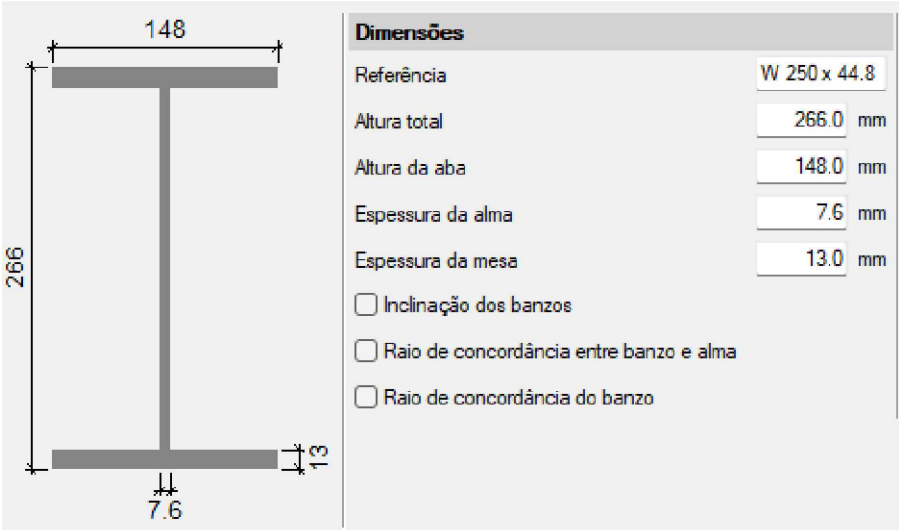 148
266
13
7.6
Dimensões
Referência W 250 x 44.8
Altura total 266.0 mm
Altura da aba 148.0 mm
Espessura da alma 7.6 mm
Espessura da mesa 13.0 mm
Inclinação dos banzos
Raio de concordância entre banzo e alma
Raio de concordância do banzo